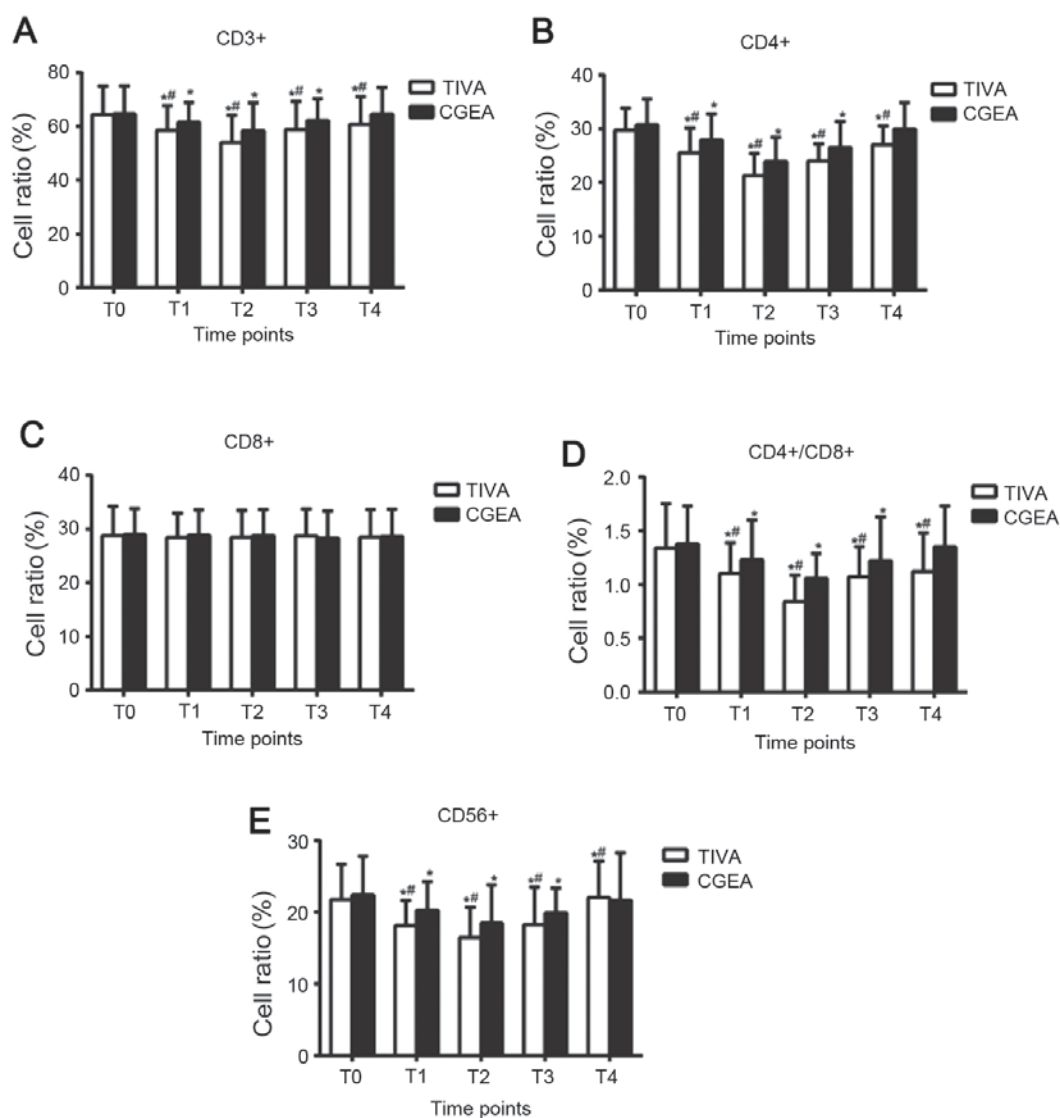 A
CD3+
TIVA
CGEA
Cell ratio (%)
80
60
40
20
0
*# * *# * *# * *#
T0 T1 T2 T3 T4
Time points
B
CD4+
TIVA
CGEA
Cell ratio (%)
40
30
20
10
0
*# * *# * *# * *#
T0 T1 T2 T3 T4
Time points
C
CD8+
TIVA
CGEA
Cell ratio (%)
40
30
20
10
0
T0 T1 T2 T3 T4
Time points
D
CD4+/CD8+
TIVA
CGEA
Cell ratio (%)
2.0
1.5
1.0
0.5
0.0
*# * *# * *# * *#
T0 T1 T2 T3 T4
Time points
E
CD56+
TIVA
CGEA
Cell ratio (%)
30
20
10
0
*# * *# * *# * *#
T0 T1 T2 T3 T4
Time points